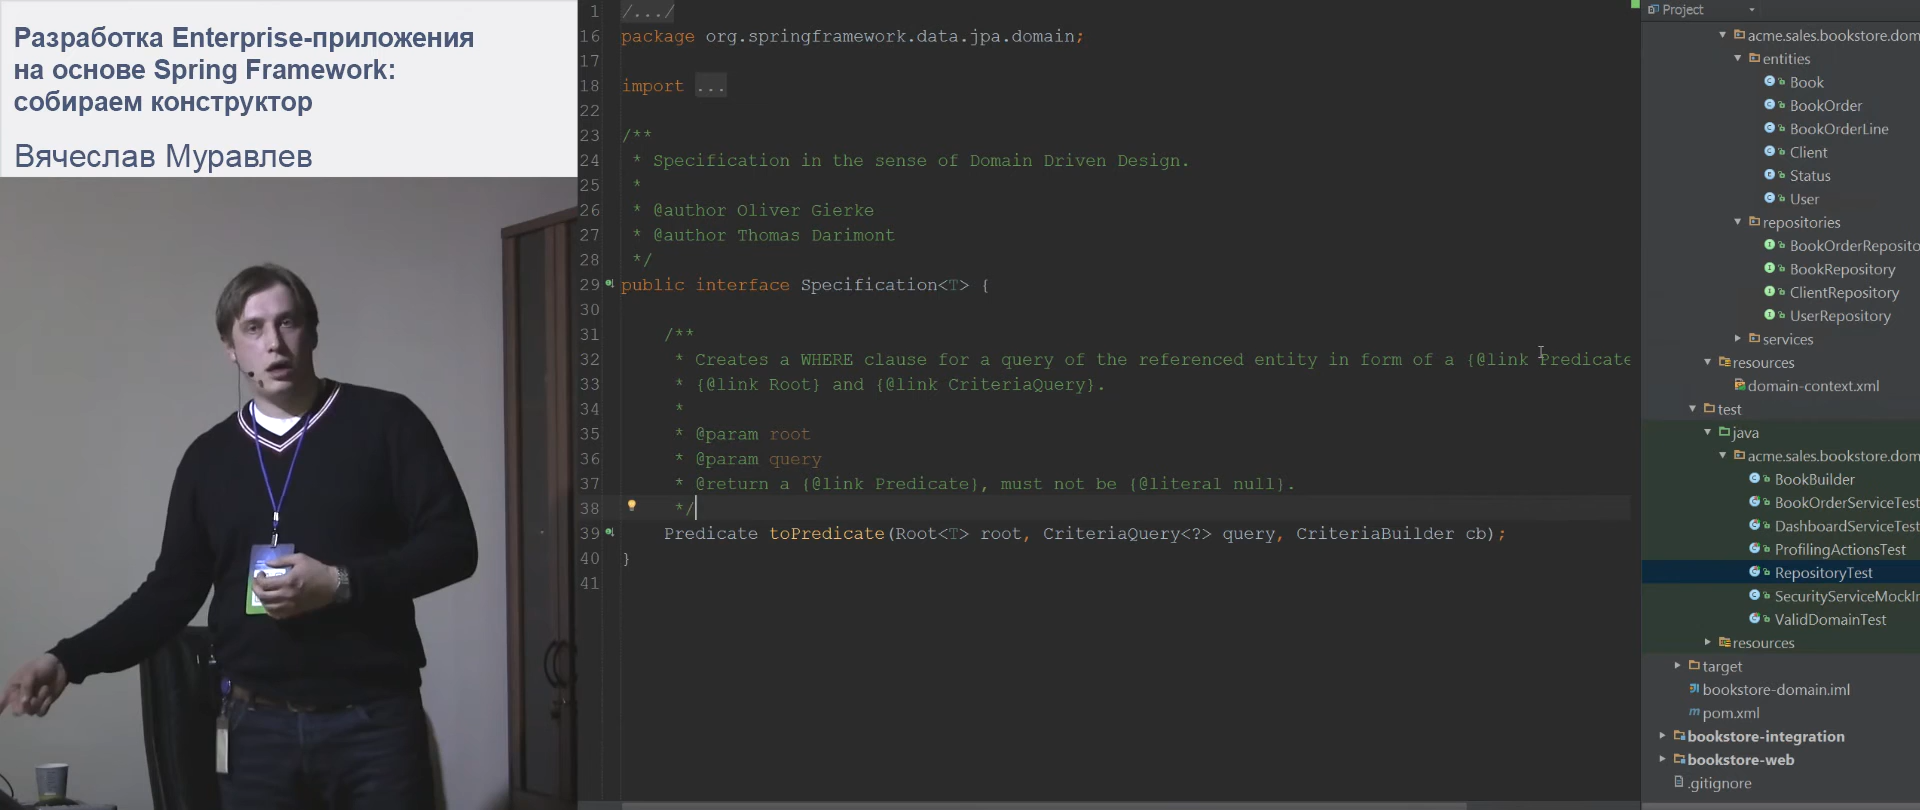 Разработка Enterprise-приложения
на основе Spring Framework:
собираем конструктор
Вячеслав Муравлев
1 /.../
16 package org.springframework.data.jpa.domain;
17
18 import ...
22
23 /**
24 * Specification in the sense of Domain Driven Design.
25 *
26 * @author Oliver Gierke
27 * @author Thomas Darimont
28 */
29 public interface Specification<T> {
30
31 /**
32 * Creates a WHERE clause for a query of the referenced entity in form of a {@link Predicate
33 * {@link Root} and {@link CriteriaQuery}.
34 *
35 * @param root
36 * @param query
37 * @return a {@link Predicate}, must not be {@literal null}.
38 */
39 Predicate toPredicate(Root<T> root, CriteriaQuery<?> query, CriteriaBuilder cb);
40 }
41
Project
acme.sales.bookstore.dom
entities
Book
BookOrder
BookOrderLine
Client
Status
User
repositories
BookOrderReposito
BookRepository
ClientRepository
UserRepository
services
resources
domain-context.xml
test
java
acme.sales.bookstore.dom
BookBuilder
BookOrderServiceTest
DashboardServiceTest
ProfilingActionsTest
RepositoryTest
SecurityServiceMockIm
ValidDomainTest
resources
target
bookstore-domain.iml
pom.xml
bookstore-integration
bookstore-web
.gitignore